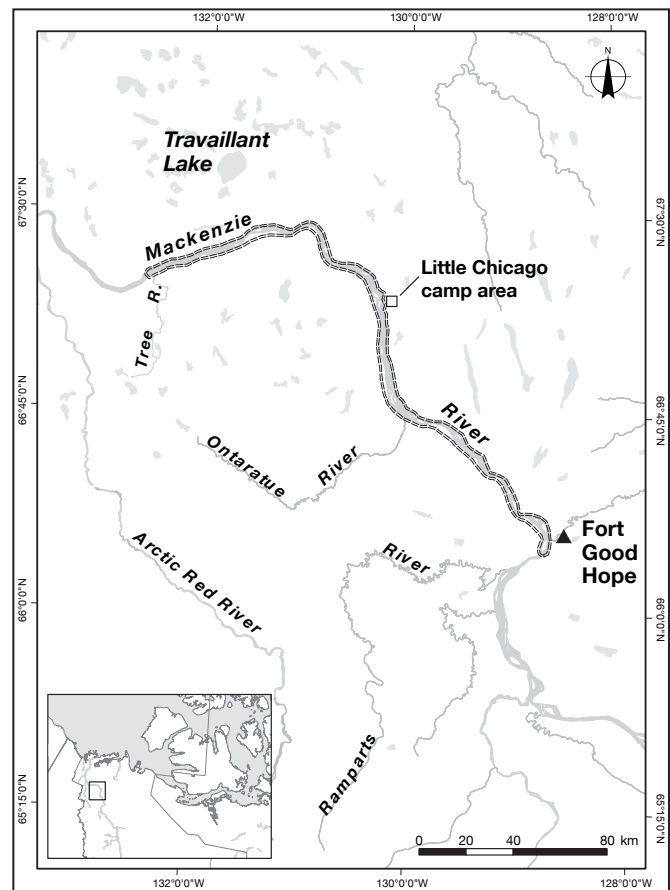 132°0'0"W
130°0'0"W
128°0'0"W
N
Travaillant
Lake
67°30'0"N
67°30'0"N
Mackenzie
Little Chicago
camp area
Tree R.
66°45'0"N
66°45'0"N
River
Ontaratue
River
Fort
Good
Hope
Arctic Red River
River
66°0'0"N
66°0'0"N
Ramparts
65°15'0"N
65°15'0"N
0 20 40 80 km
132°0'0"W
130°0'0"W
128°0'0"W